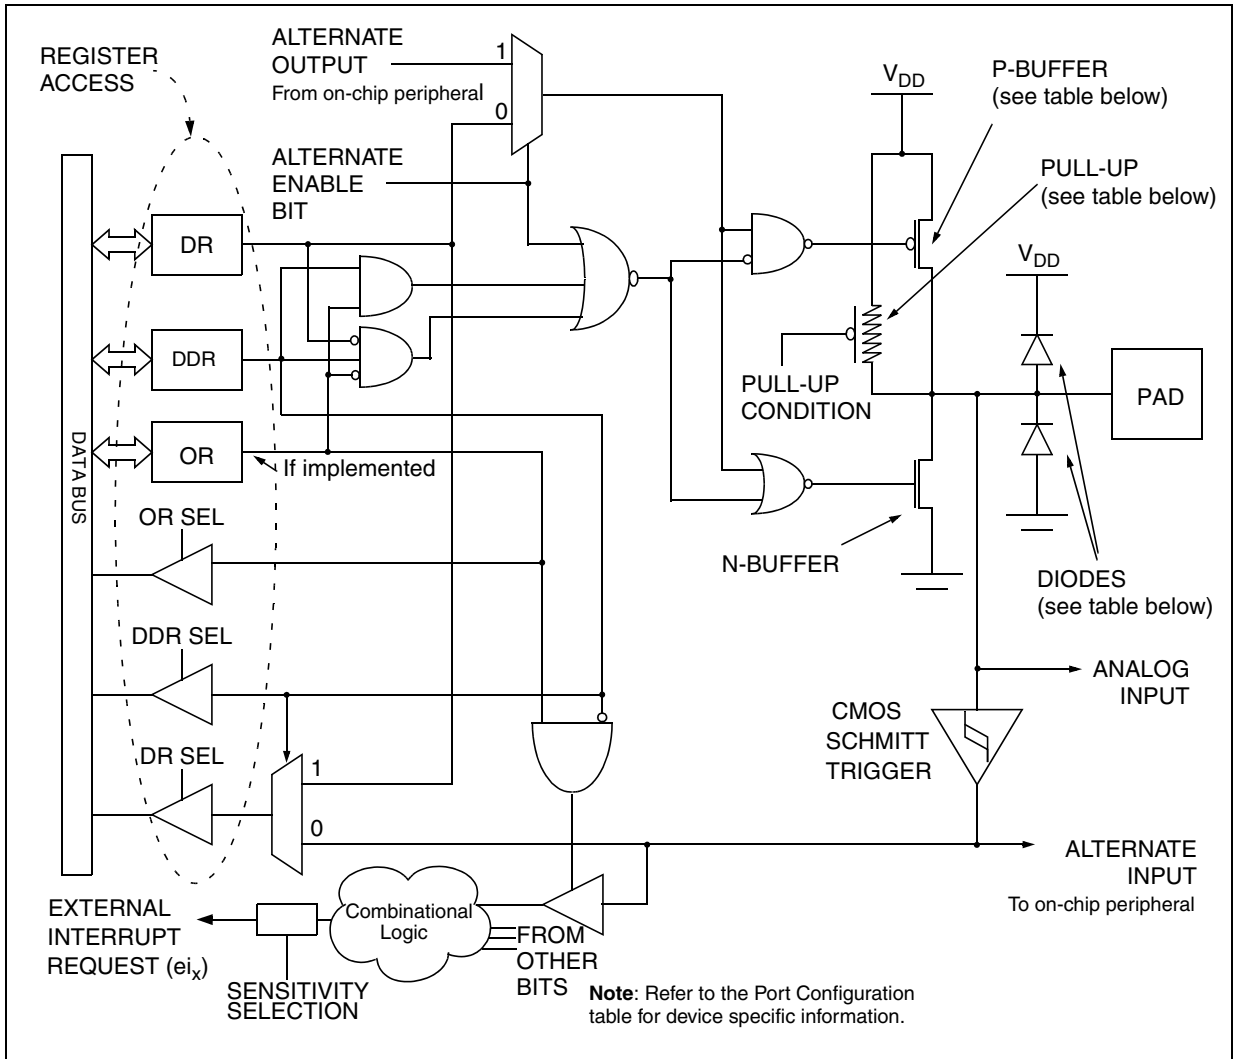 REGISTER
ACCESS
ALTERNATE
OUTPUT
From on-chip peripheral
1
0
ALTERNATE
ENABLE
BIT
VDD
P-BUFFER
(see table below)
PULL-UP
(see table below)
VDD
DR
DDR
OR
If implemented
DATA BUS
PULL-UP
CONDITION
PAD
N-BUFFER
DIODES
(see table below)
OR SEL
DDR SEL
DR SEL
1
0
ANALOG
INPUT
CMOS
SCHMITT
TRIGGER
ALTERNATE
INPUT
To on-chip peripheral
EXTERNAL
INTERRUPT
REQUEST (eix)
Combinational
Logic
FROM
OTHER
BITS
SENSITIVITY
SELECTION
Note: Refer to the Port Configuration
table for device specific information.